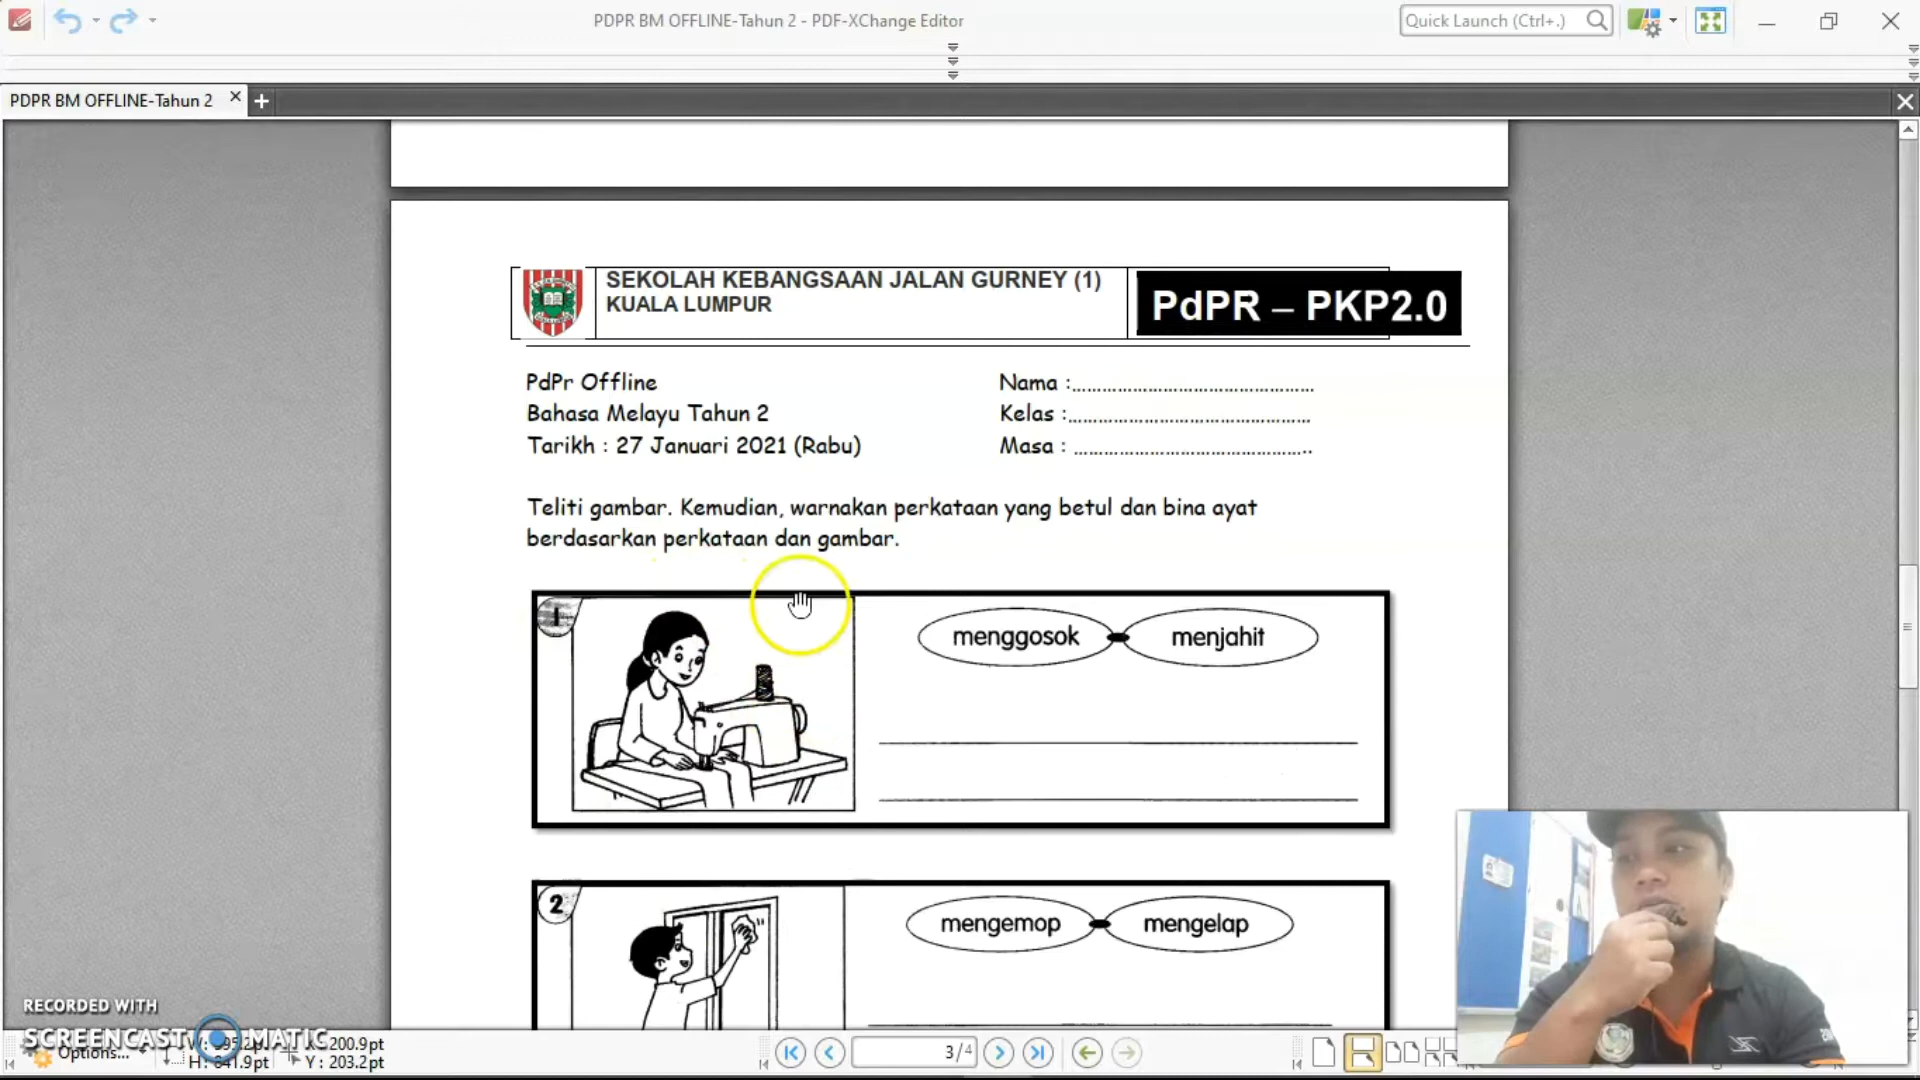 PDPR BM OFFLINE-Tahun 2 - PDF-XChange Editor
Quick Launch (Ctrl+.)
PDPR BM OFFLINE-Tahun 2
SEKOLAH KEBANGSAAN JALAN GURNEY (1)
KUALA LUMPUR
PdPR – PKP2.0
PdPr Offline
Nama :.............................................
Bahasa Melayu Tahun 2
Kelas :.............................................
Tarikh : 27 Januari 2021 (Rabu)
Masa : .............................................
Teliti gambar. Kemudian, warnakan perkataan yang betul dan bina ayat
berdasarkan perkataan dan gambar.
1
menggosok
menjahit
2
mengemop
mengelap
RECORDED WITH
SCREENCAST MATIC
Options...
3/4
X : 200.9pt
Y : 203.2pt